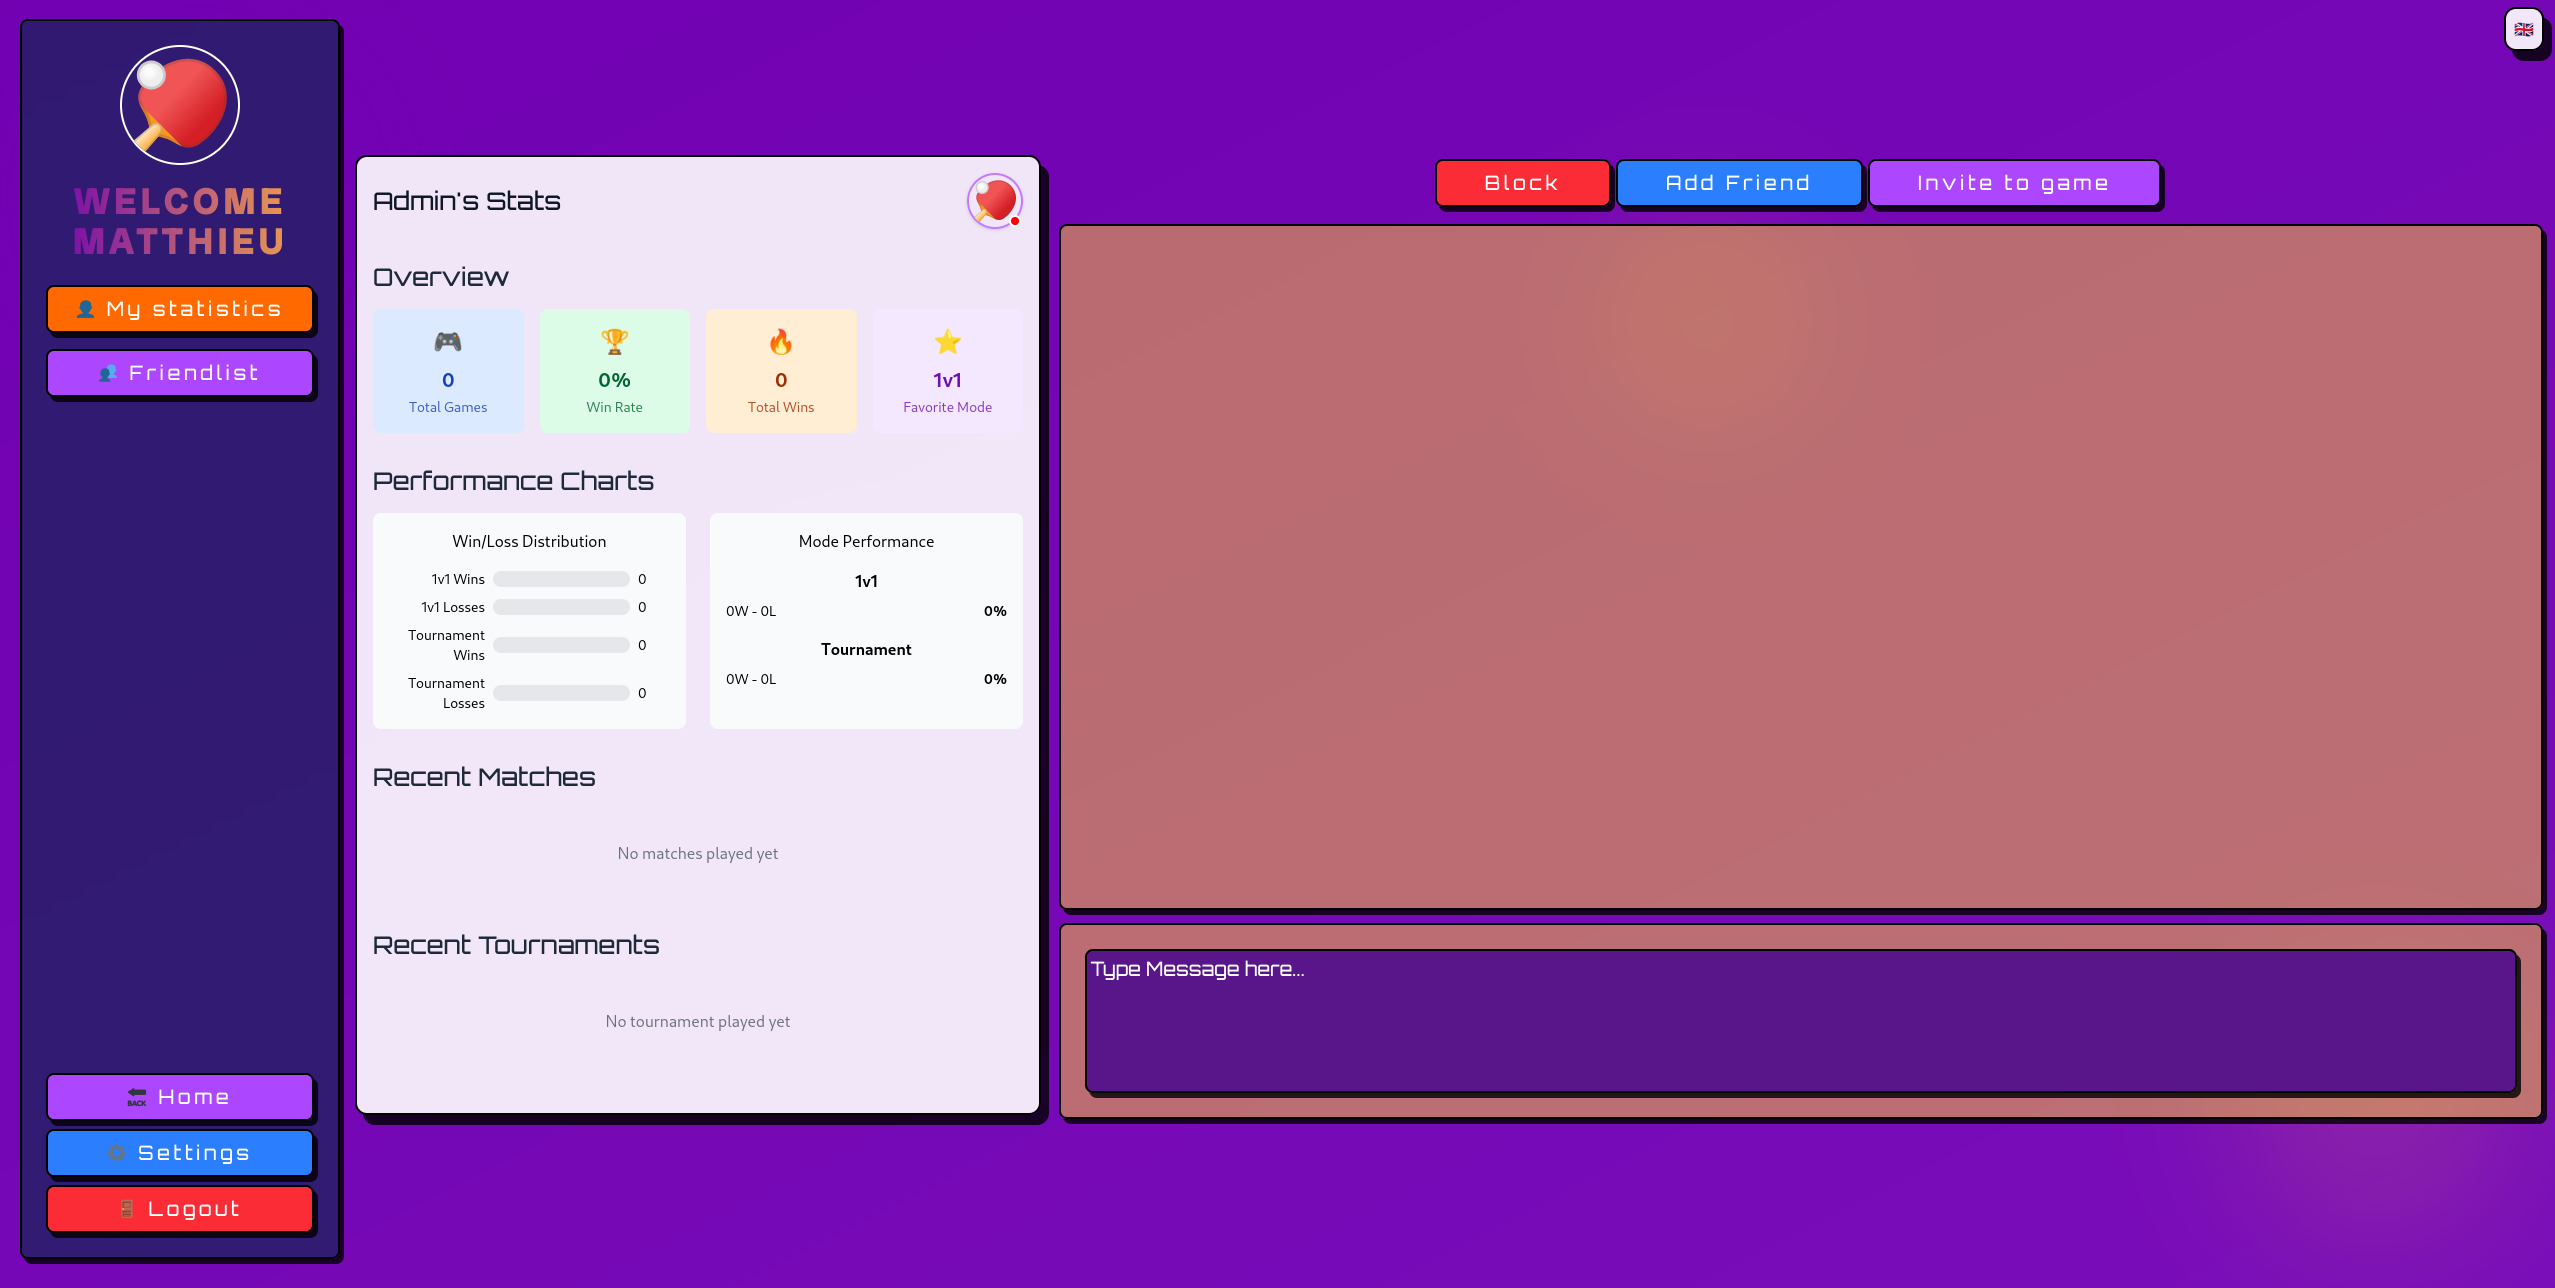 WELCOME
MATTHIEU
My statistics
Friendlist
BACK Home
Settings
Logout
Admin's Stats
Overview
0
Total Games
0%
Win Rate
0
Total Wins
1v1
Favorite Mode
Performance Charts
Win/Loss Distribution
1v1 Wins 0
1v1 Losses 0
Tournament
Wins 0
Tournament
Losses 0
Mode Performance
1v1
0W - 0L 0%
Tournament
0W - 0L 0%
Recent Matches
No matches played yet
Recent Tournaments
No tournament played yet
Block
Add Friend
Invite to game
Type Message here...